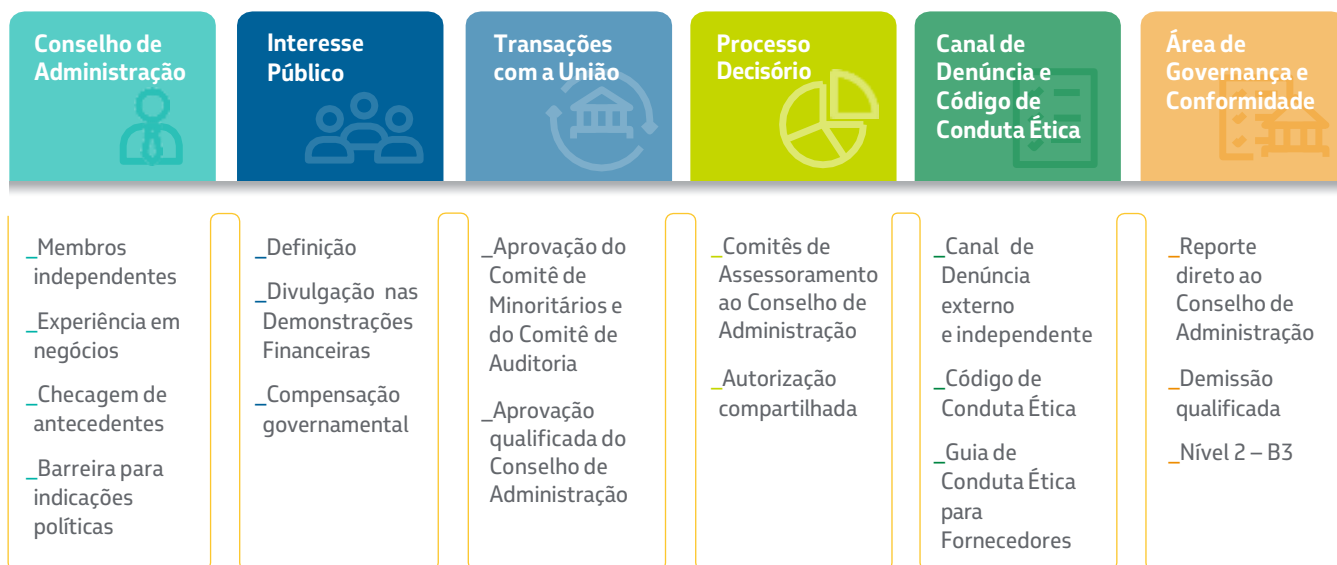 Conselho de
Administração
Interesse
Público
Transações
com a União
Processo
Decisório
Canal de
Denúncia e
Código de
Conduta Ética
Área de
Governança e
Conformidade
_Membros
independentes
_Experiência em
negócios
_Checagem de
antecedentes
_Barreira para
indicações
políticas
_Definição
_Divulgação nas
Demonstrações
Financeiras
_Compensação
governamental
_Aprovação do
Comitê de
Minoritários e
do Comitê de
Auditoria
_Aprovação
qualificada do
Conselho de
Administração
_Comitês de
Assessoramento
ao Conselho de
Administração
_Autorização
compartilhada
_Canal de
Denúncia
externo
e independente
_Código de
Conduta Ética
_Guia de
Conduta Ética
para
Fornecedores
_Reporte
direto ao
Conselho de
Administração
_Demissão
qualificada
_Nível 2 – B3